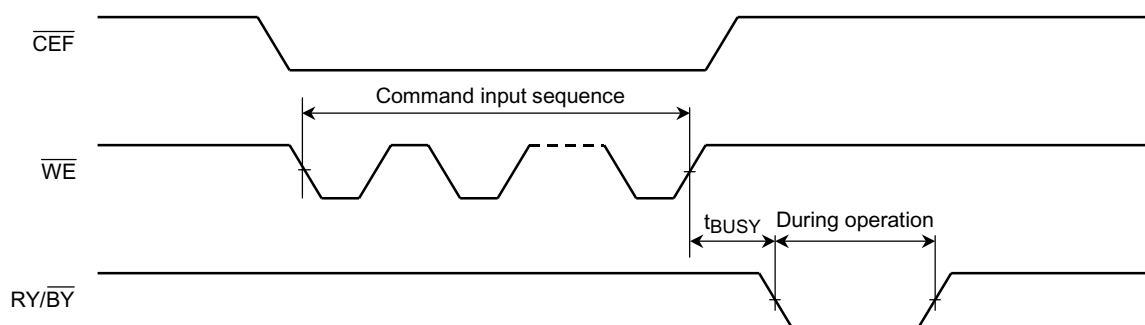 CEF
Command input sequence
WE
tBUSY During operation
RY/BY